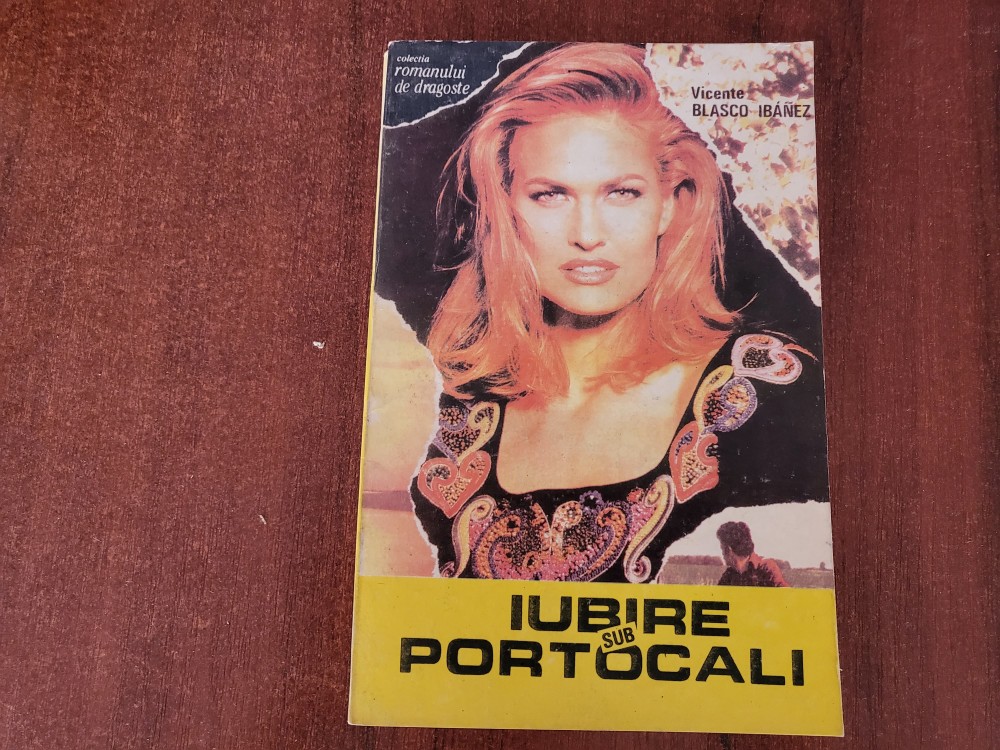 colecția
romanului
de dragoste
Vicente
BLASCO IBÁÑEZ
IUBIRE
SUB
PORTOCALI